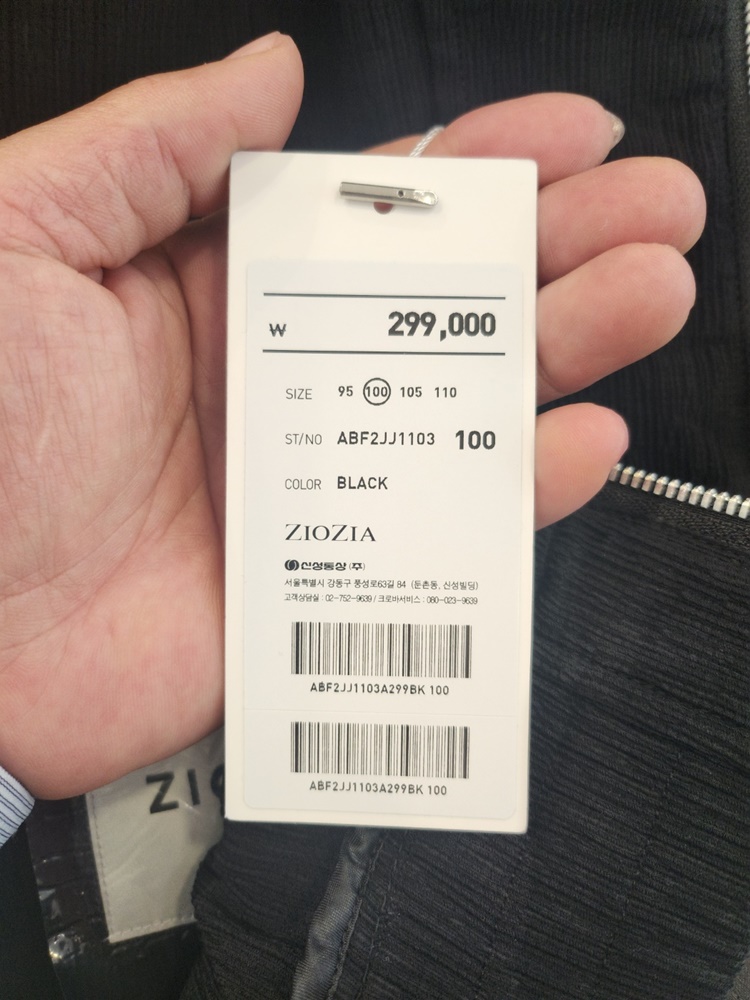 ₩ 299,000
SIZE 95 100 105 110
ST/NO ABF2JJ1103 100
COLOR BLACK
ZIOZIA
신성통상(주)
서울특별시 강동구 풍성로63길 84 (둔촌동, 신성빌딩)
고객상담실 : 02-752-9639 / 크로바서비스 : 080-023-9639
ABF2JJ1103A299BK 100
ABF2JJ1103A299BK 100